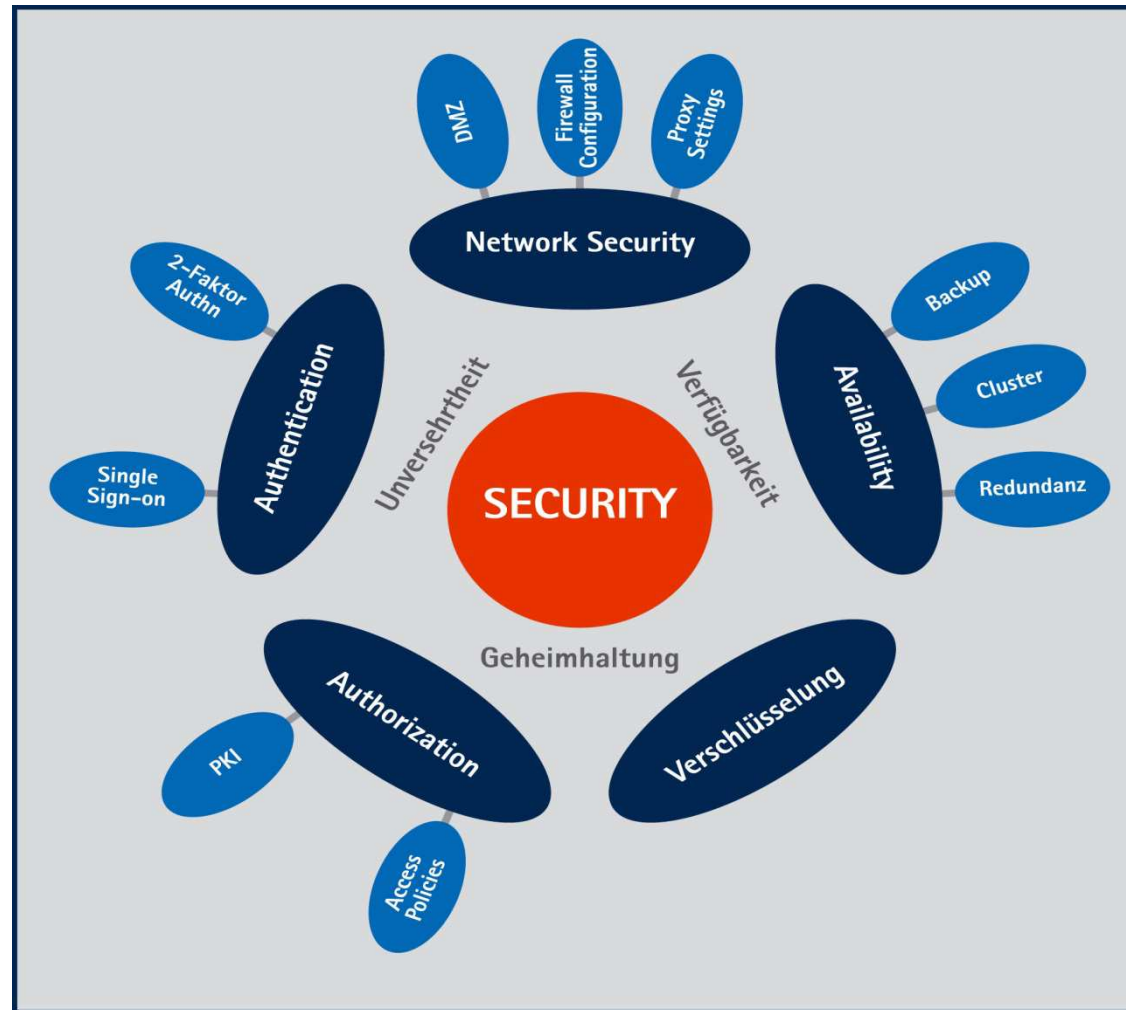 DMZ
Firewall
Configuration
Proxy
Settings
Network Security
2-Faktor
Authn
Backup
Authentication
Unversehrtheit
Verfügbarkeit
Availability
Cluster
Single
Sign-on
SECURITY
Redundanz
Geheimhaltung
Authorization
Verschlüsselung
PKI
Access
Policies